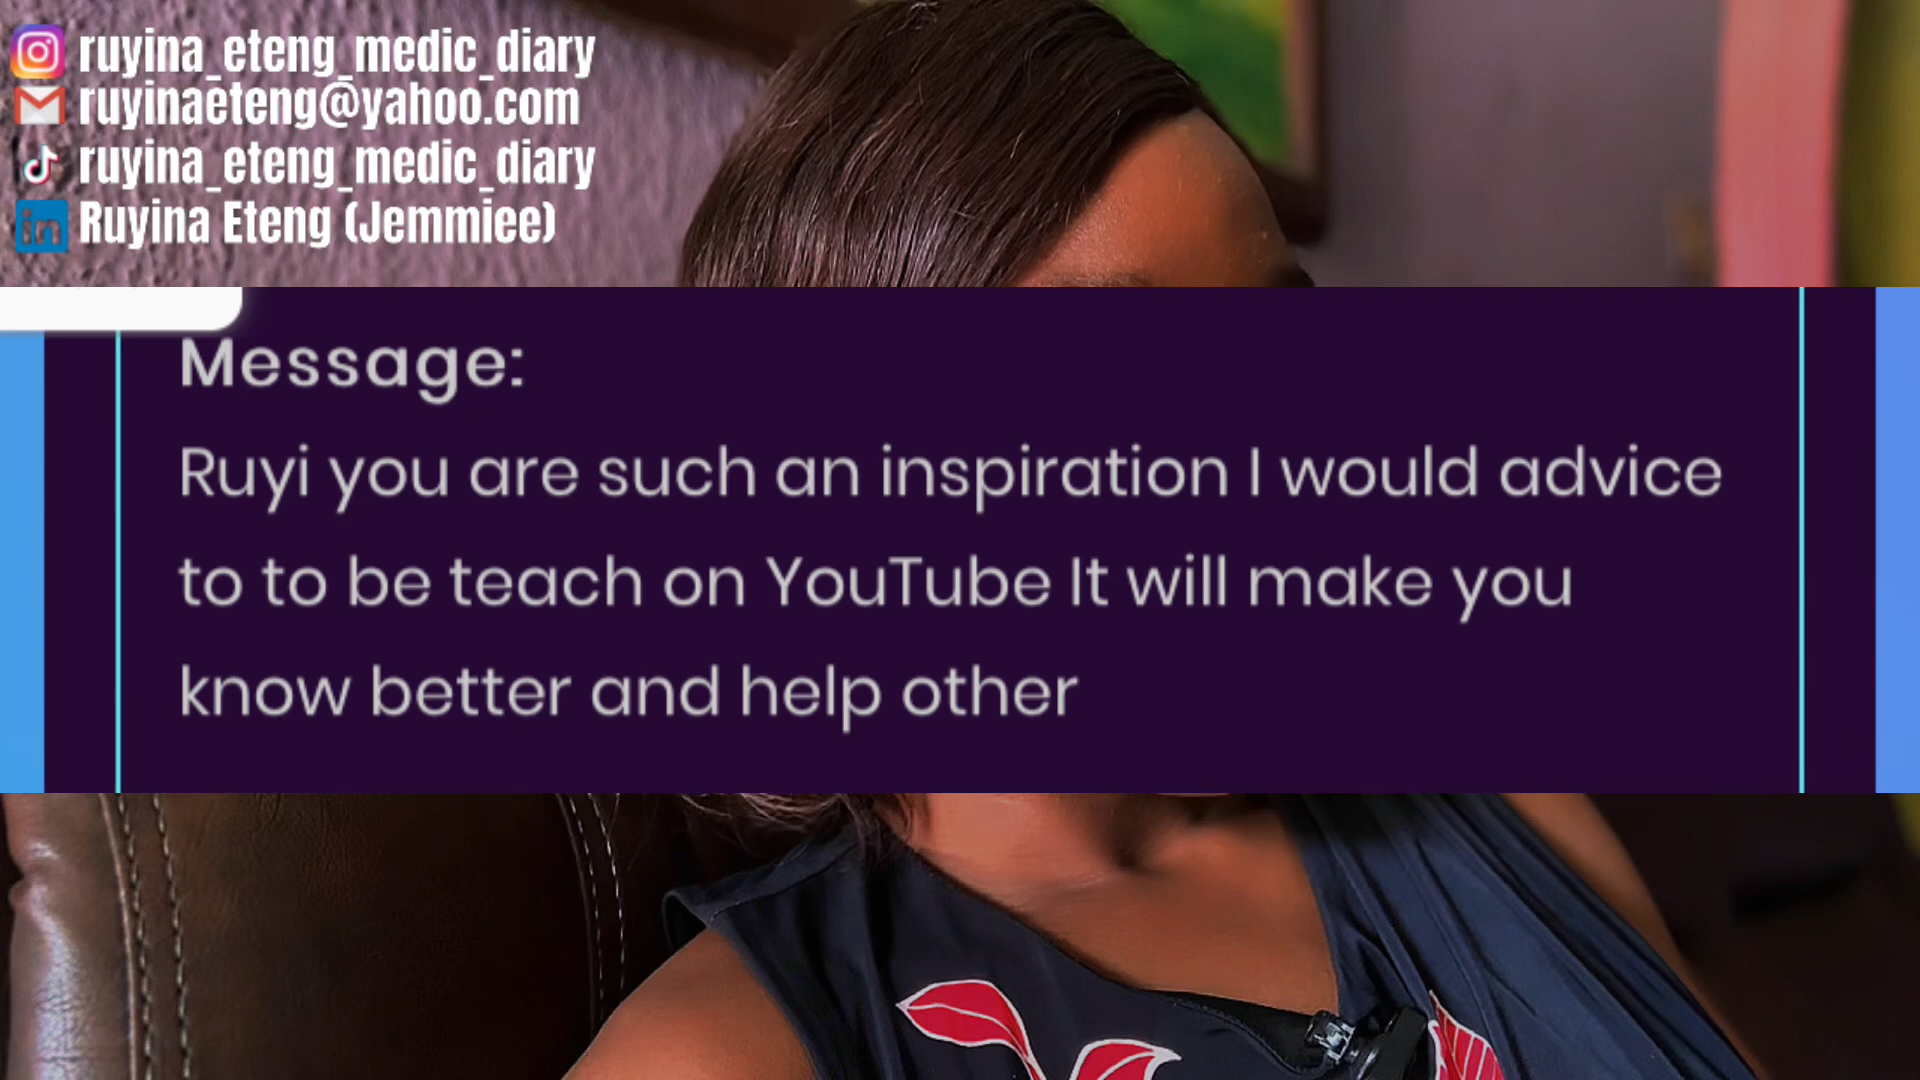 ruyina_eteng_medic_diary
ruyinaeteng@yahoo.com
ruyina_eteng_medic_diary
in Ruyina Eteng (Jemmiee)
Message:
Ruyi you are such an inspiration I would advice
to to be teach on YouTube It will make you
know better and help other